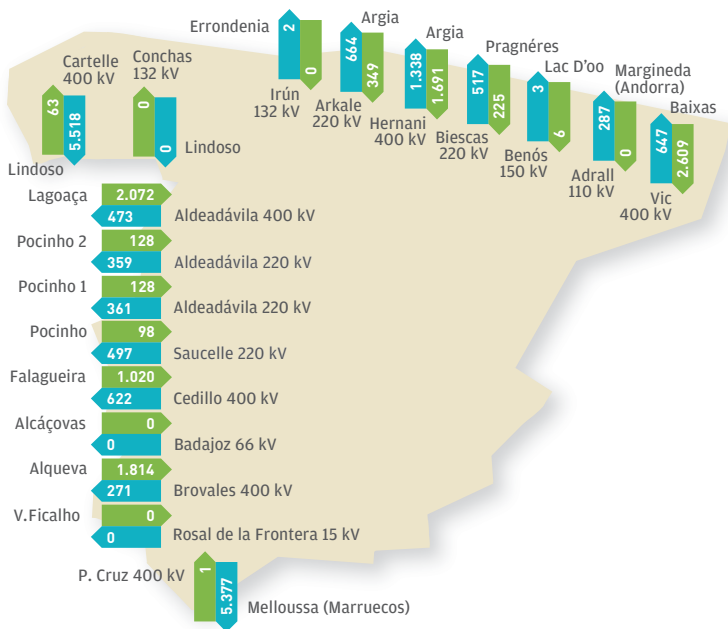 Errondenia
2
0
Irún
132 kV
Argia
664
349
Arkale
220 kV
Argia
1.338
1.691
Hernani
400 kV
Pragnéres
517
225
Biescas
220 kV
Lac D'oo
3
6
Benós
150 kV
Margineda
(Andorra)
287
0
Adrall
110 kV
Baixas
647
2.609
Vic
400 kV
Cartelle
400 kV
63
5.518
Lindoso
Conchas
132 kV
0
0
Lindoso
Lagoaça
2.072
473
Aldeadávila 400 kV
Pocinho 2
128
359
Aldeadávila 220 kV
Pocinho 1
128
361
Aldeadávila 220 kV
Pocinho
98
497
Saucelle 220 kV
Falagueira
1.020
622
Cedillo 400 kV
Alcáçovas
0
0
Badajoz 66 kV
Alqueva
1.814
271
Brovales 400 kV
V.Ficalho
0
0
Rosal de la Frontera 15 kV
P. Cruz 400 kV
1
5.377
Melloussa (Marruecos)